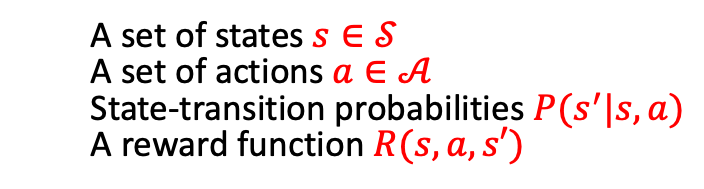 A set of states s ∈ 𝒮
A set of actions a ∈ 𝒜
State-transition probabilities P(s′|s, a)
A reward function R(s, a, s′)